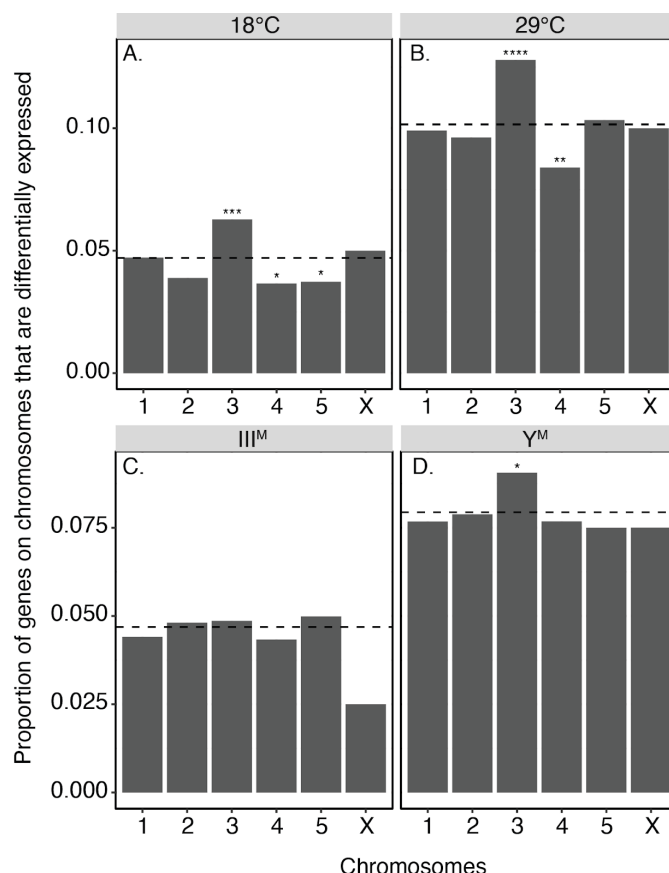 Proportion of genes on chromosomes that are differentially expressed
18°C
29°C
A.
B.
****
0.10
**
***
0.05
*
*
0.00
1 2 3 4 5 X
1 2 3 4 5 X
IIIᴹ
Yᴹ
C.
D.
*
0.075
0.050
0.025
0.000
1 2 3 4 5 X
1 2 3 4 5 X
Chromosomes